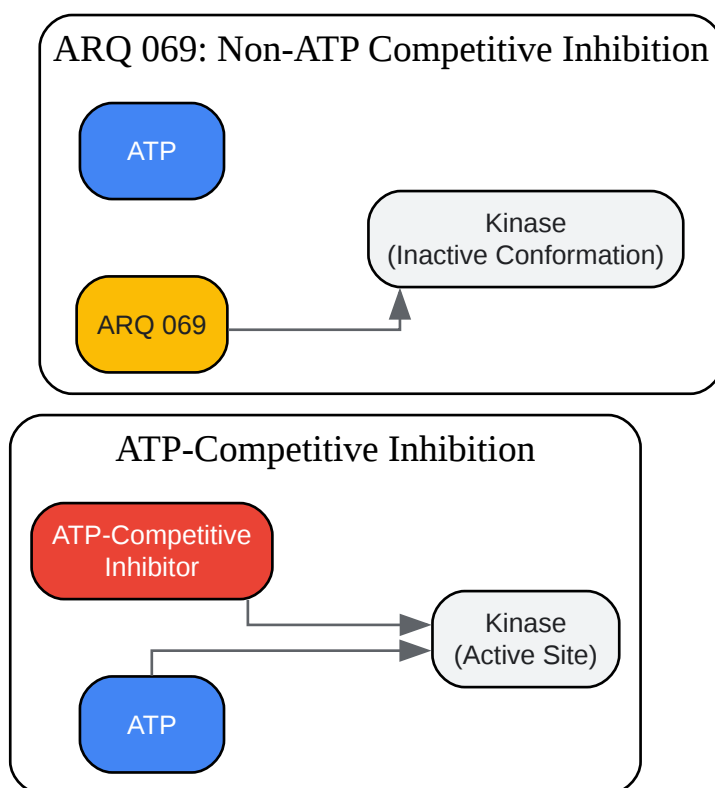 ARQ 069: Non-ATP Competitive Inhibition
ATP
Kinase
(Inactive Conformation)
ARQ 069
ATP-Competitive Inhibition
ATP-Competitive
Inhibitor
Kinase
(Active Site)
ATP